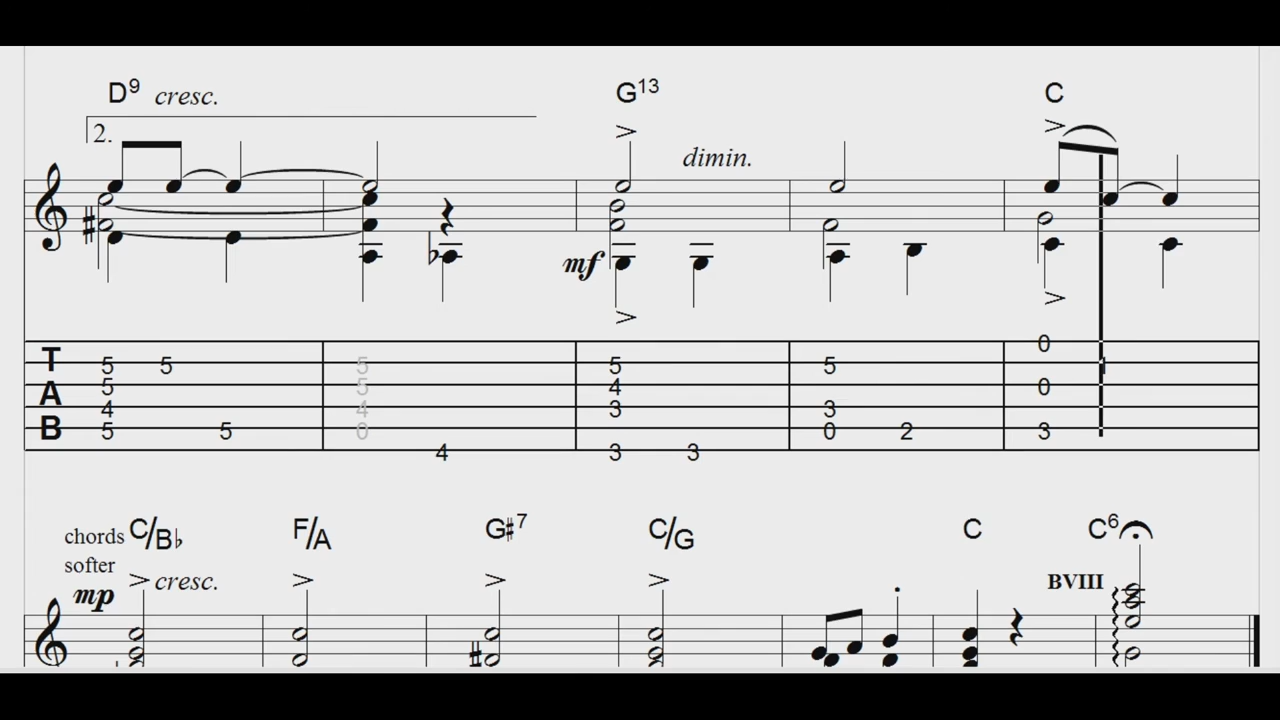 D9 cresc. G13 C
2. dimin.
mf
T 0
5 5 5 5 5 1
A 5 5 4 0
4 4 3 3
B 5 5 0 0 2 3
4 3 3
chords C/B♭ F/A G♯7 C/G C C6
softer
mp cresc. BVIII